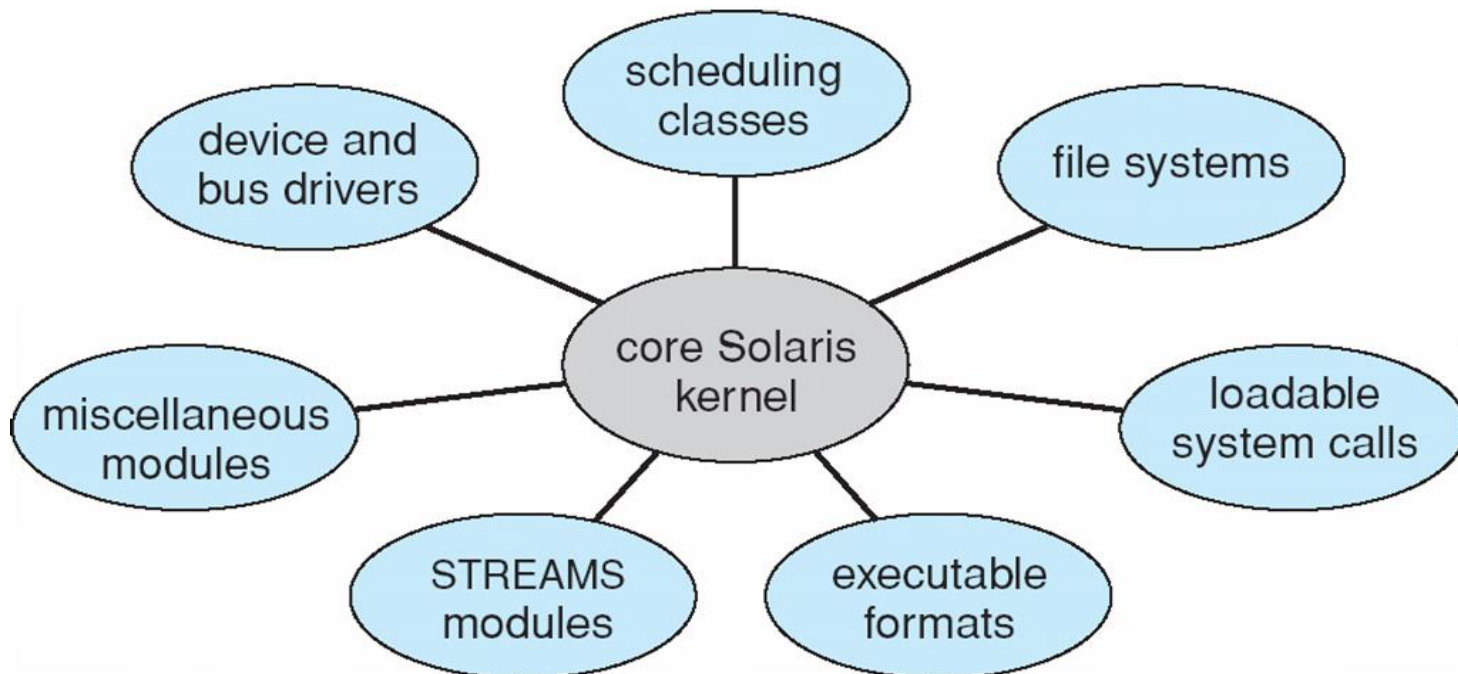 scheduling
classes
device and
bus drivers
file systems
core Solaris
kernel
loadable
system calls
miscellaneous
modules
STREAMS
modules
executable
formats